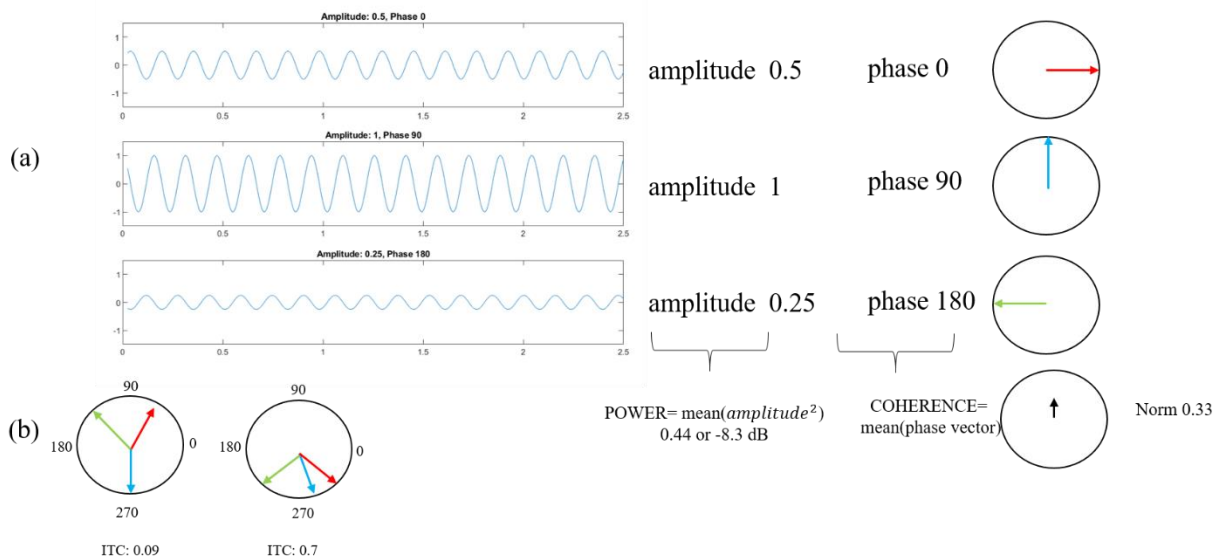 (a)
Amplitude: 0.5, Phase 0
1
0
-1
0 0.5 1 1.5 2 2.5
amplitude 0.5 phase 0
Amplitude: 1, Phase 90
1
0
-1
0 0.5 1 1.5 2 2.5
amplitude 1 phase 90
Amplitude: 0.25, Phase 180
1
0
-1
0 0.5 1 1.5 2 2.5
amplitude 0.25 phase 180
POWER= mean(amplitude²)
0.44 or -8.3 dB
COHERENCE=
mean(phase vector)
Norm 0.33
(b)
90
180 0
270
ITC: 0.09
90
180 0
270
ITC: 0.7